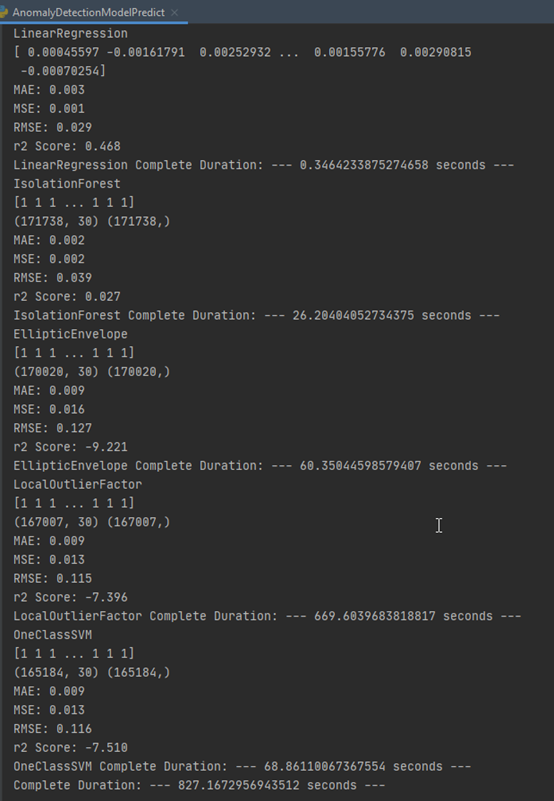 AnomalyDetectionModelPredict ×
LinearRegression
[ 0.00045597 -0.00161791  0.00252932 ...  0.00155776  0.00290815
 -0.00070254]
MAE: 0.003
MSE: 0.001
RMSE: 0.029
r2 Score: 0.468
LinearRegression Complete Duration: --- 0.3464233875274658 seconds ---
IsolationForest
[1 1 1 ... 1 1 1]
(171738, 30) (171738,)
MAE: 0.002
MSE: 0.002
RMSE: 0.039
r2 Score: 0.027
IsolationForest Complete Duration: --- 26.20404052734375 seconds ---
EllipticEnvelope
[1 1 1 ... 1 1 1]
(170020, 30) (170020,)
MAE: 0.009
MSE: 0.016
RMSE: 0.127
r2 Score: -9.221
EllipticEnvelope Complete Duration: --- 60.35044598579407 seconds ---
LocalOutlierFactor
[1 1 1 ... 1 1 1]
(167007, 30) (167007,)
MAE: 0.009
MSE: 0.013
RMSE: 0.115
r2 Score: -7.396
LocalOutlierFactor Complete Duration: --- 669.6039683818817 seconds ---
OneClassSVM
[1 1 1 ... 1 1 1]
(165184, 30) (165184,)
MAE: 0.009
MSE: 0.013
RMSE: 0.116
r2 Score: -7.510
OneClassSVM Complete Duration: --- 68.86110067367554 seconds ---
Complete Duration: --- 827.1672956943512 seconds ---